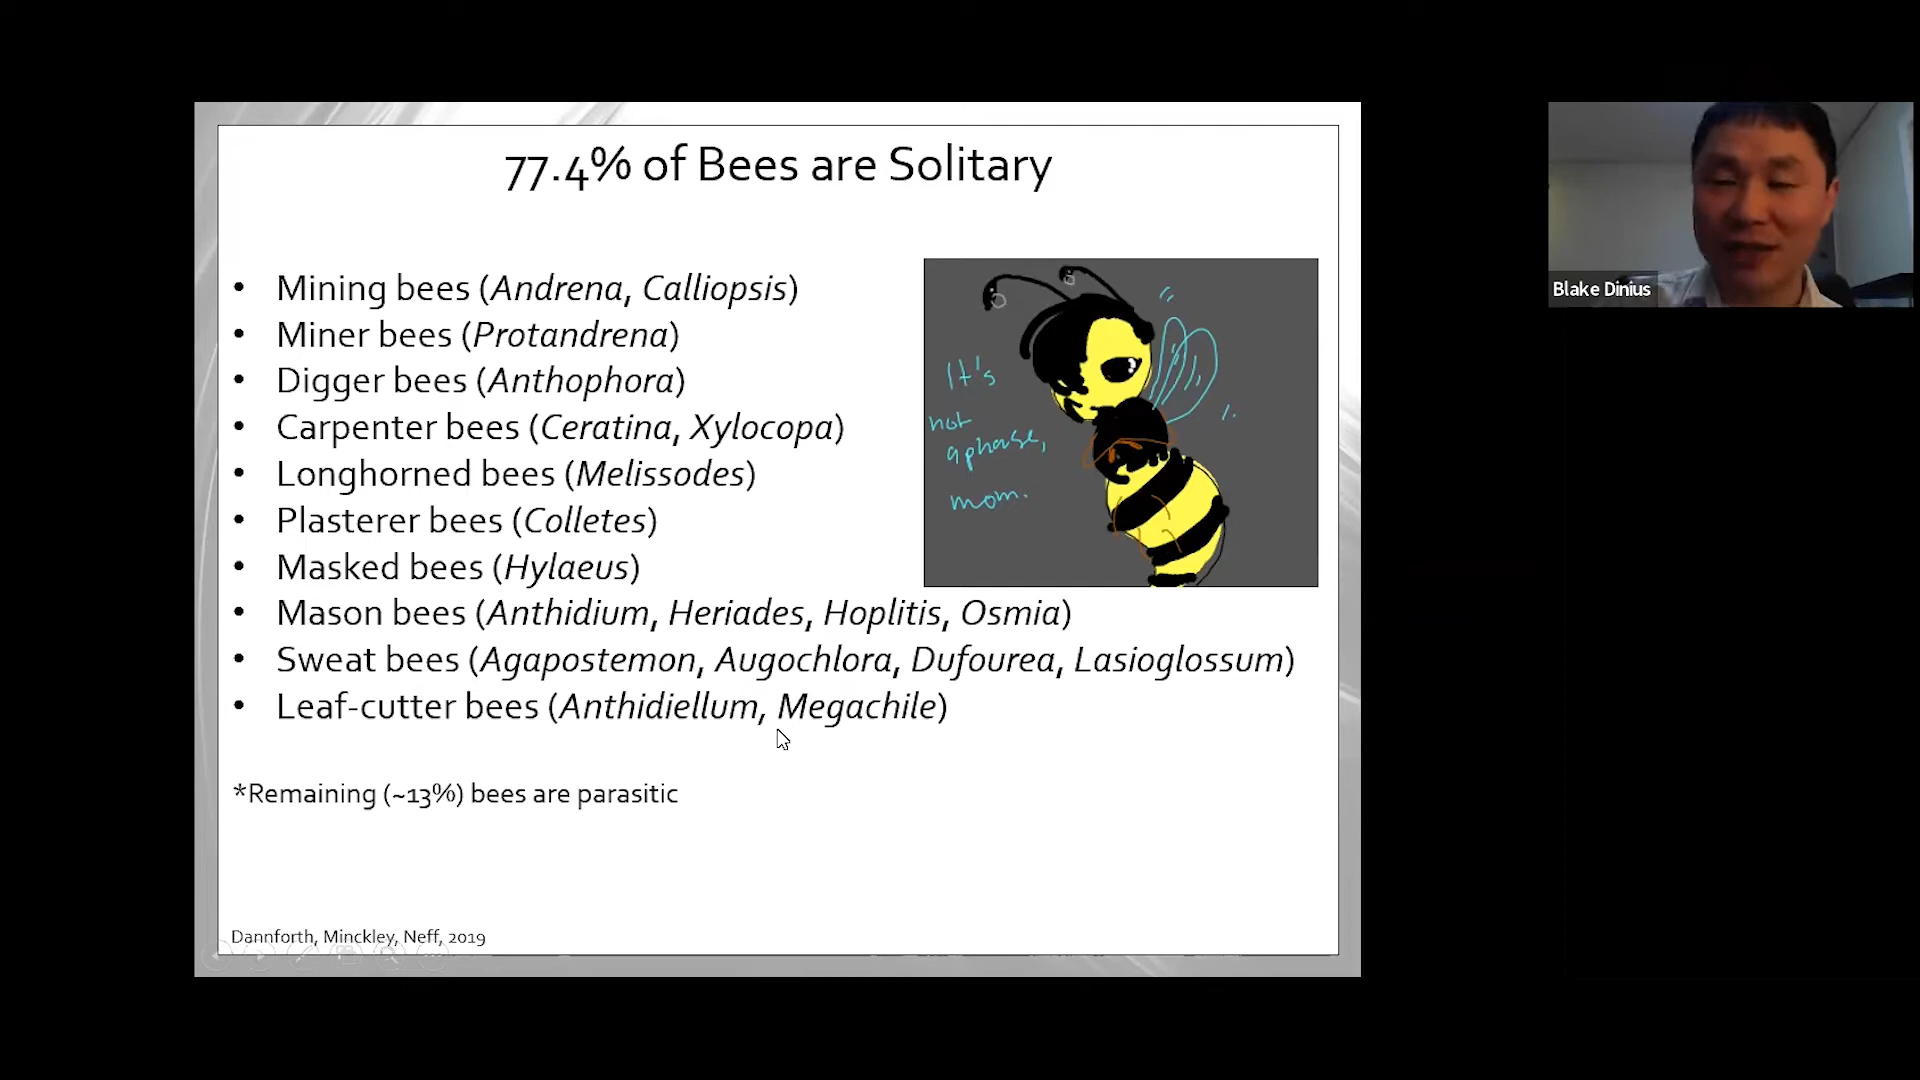 77.4% of Bees are Solitary
• Mining bees (Andrena, Calliopsis)
• Miner bees (Protandrena)
• Digger bees (Anthophora)
• Carpenter bees (Ceratina, Xylocopa)
• Longhorned bees (Melissodes)
• Plasterer bees (Colletes)
• Masked bees (Hylaeus)
• Mason bees (Anthidium, Heriades, Hoplitis, Osmia)
• Sweat bees (Agapostemon, Augochlora, Dufourea, Lasioglossum)
• Leaf-cutter bees (Anthidiellum, Megachile)
It's
not
a phase,
mom.
*Remaining (~13%) bees are parasitic
Dannforth, Minckley, Neff, 2019
Blake Dinius